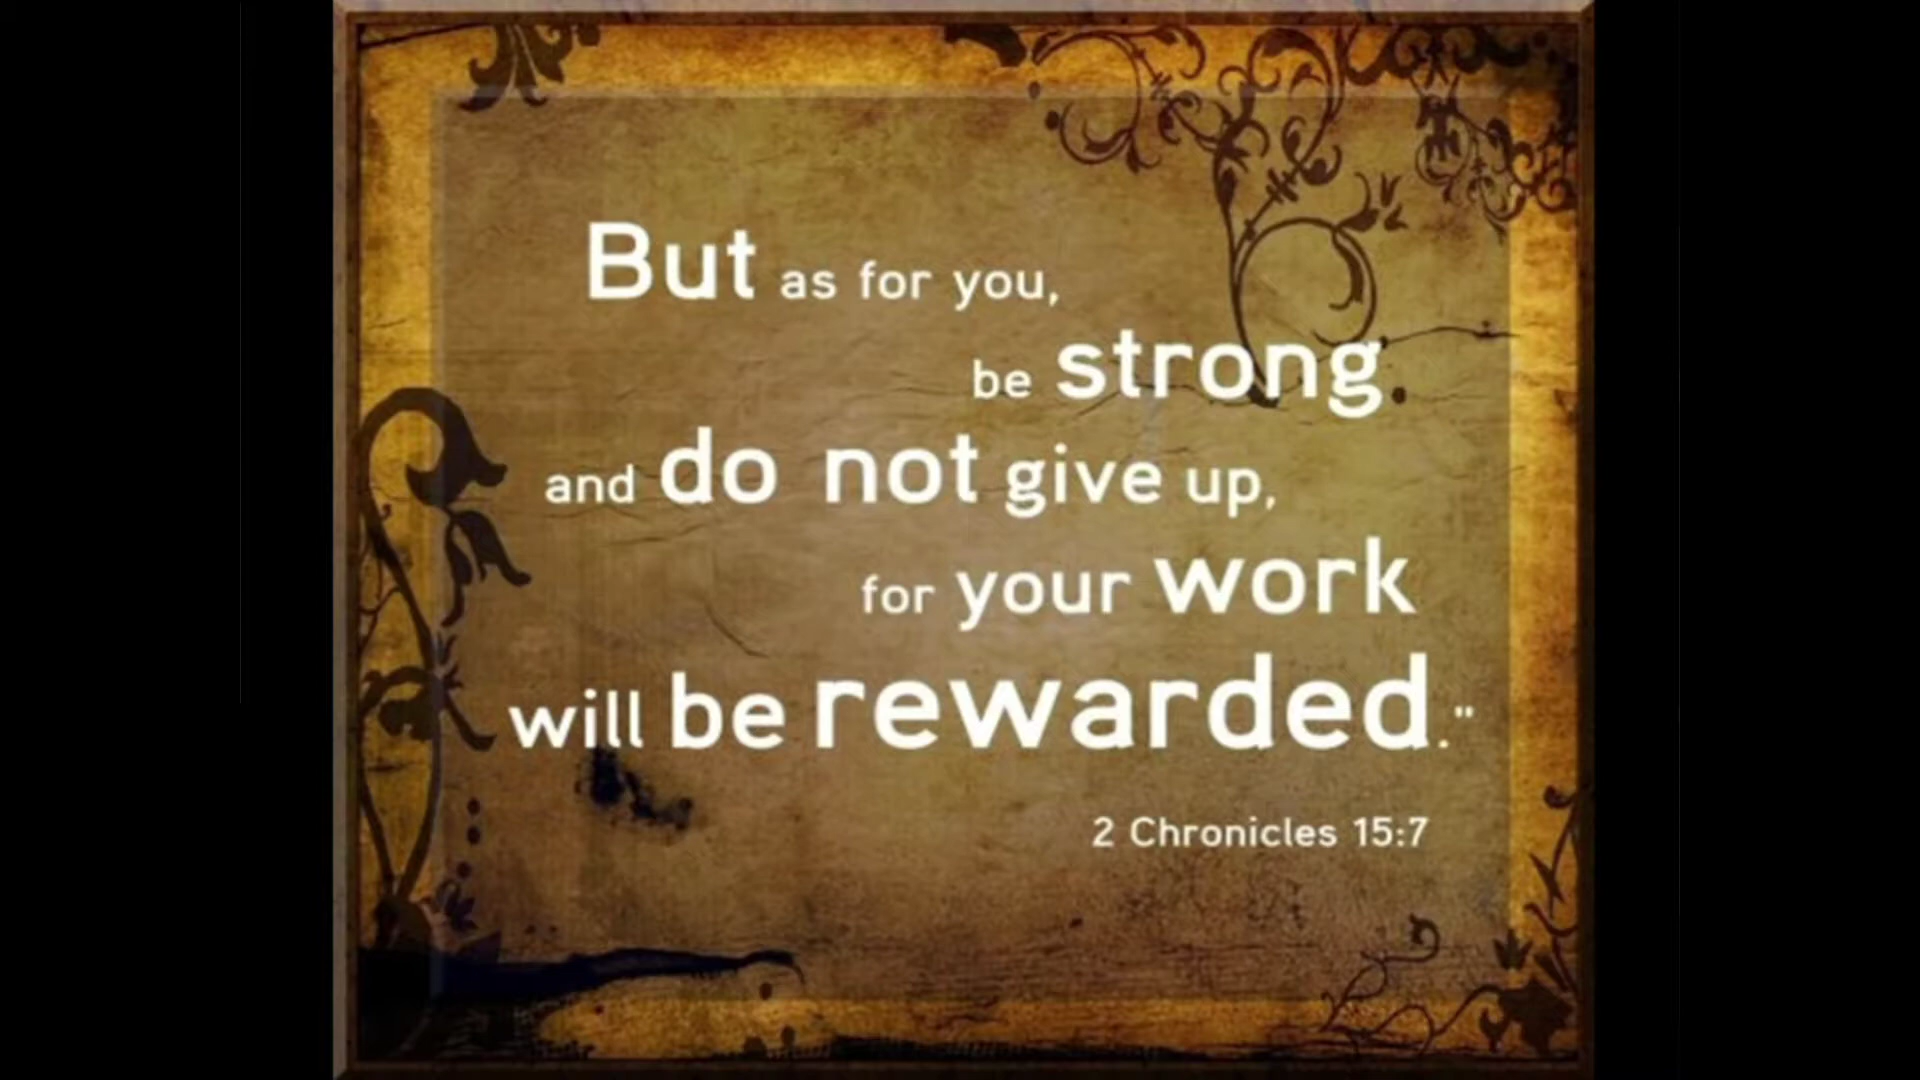 But as for you,
be strong
and do not give up,
for your work
will be rewarded."
2 Chronicles 15:7